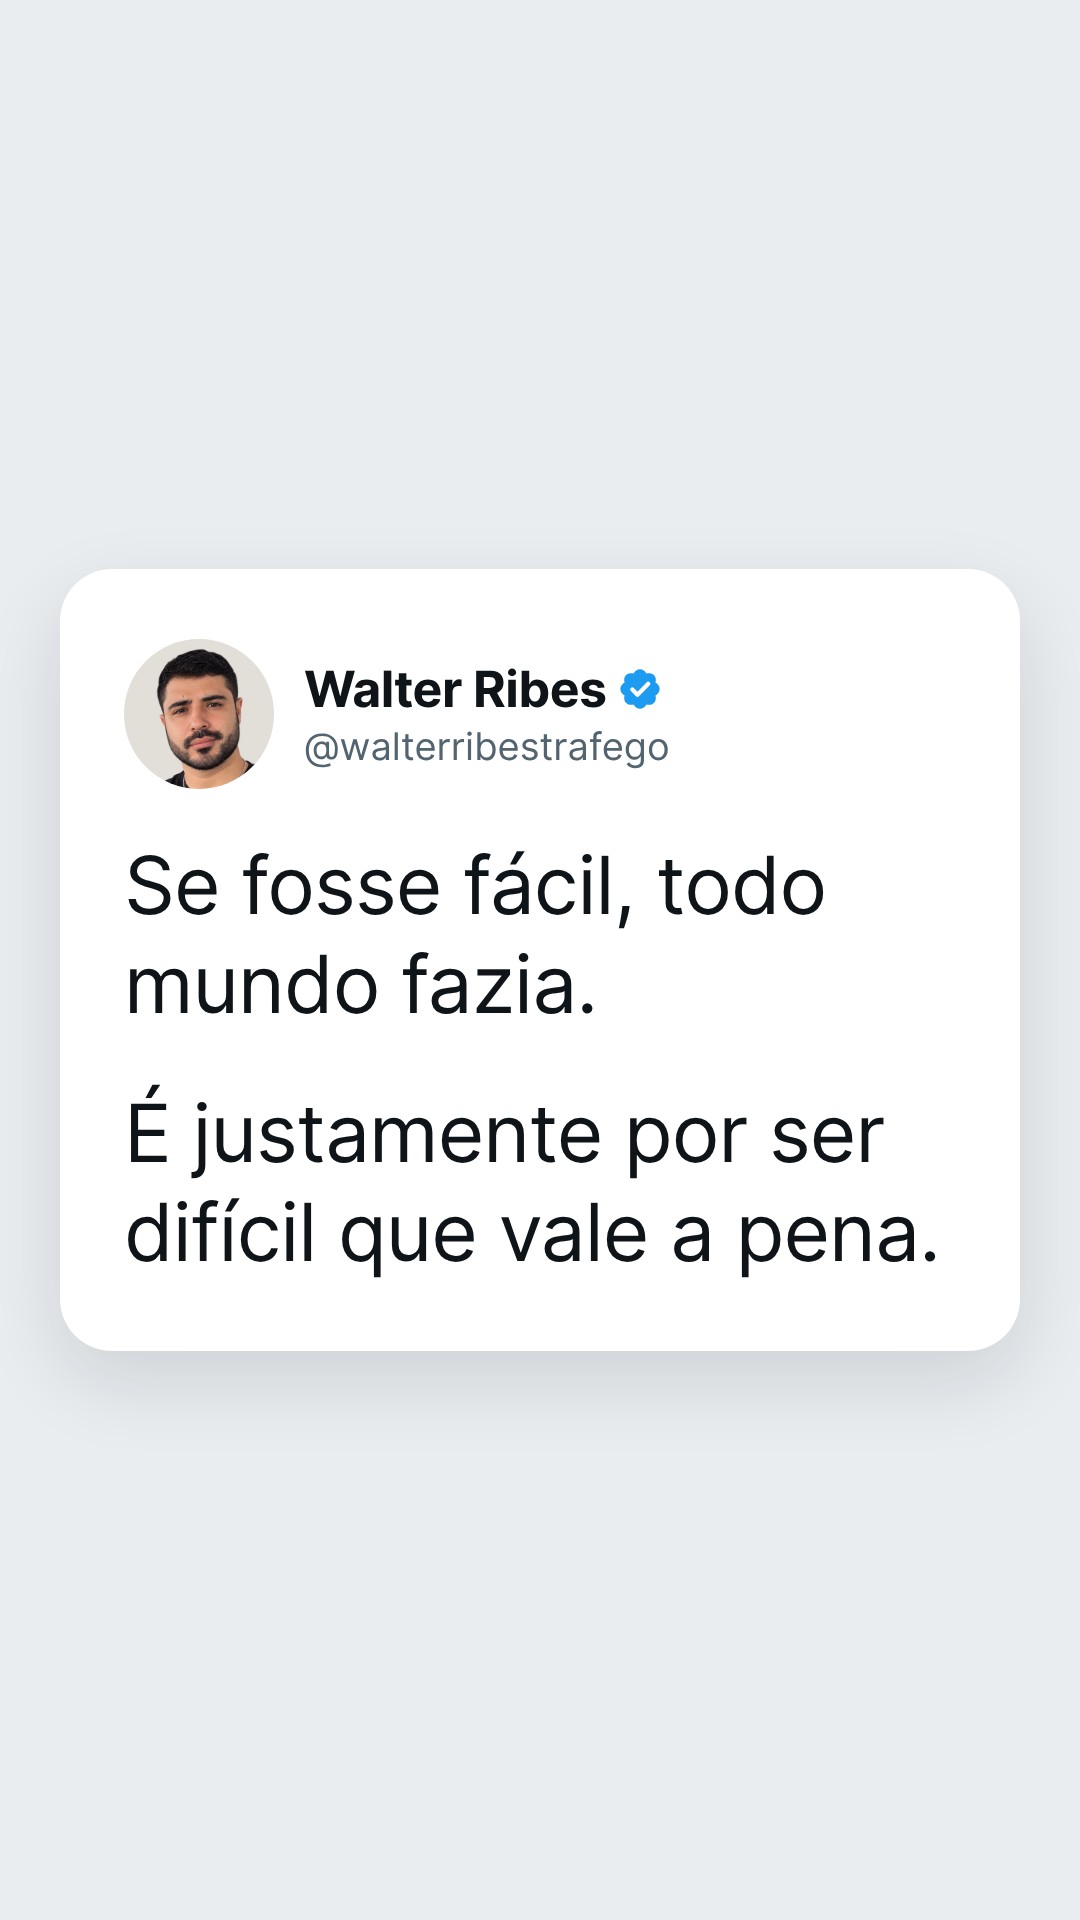 Walter Ribes
@walterribestrafego
Se fosse fácil, todo
mundo fazia.
É justamente por ser
difícil que vale a pena.